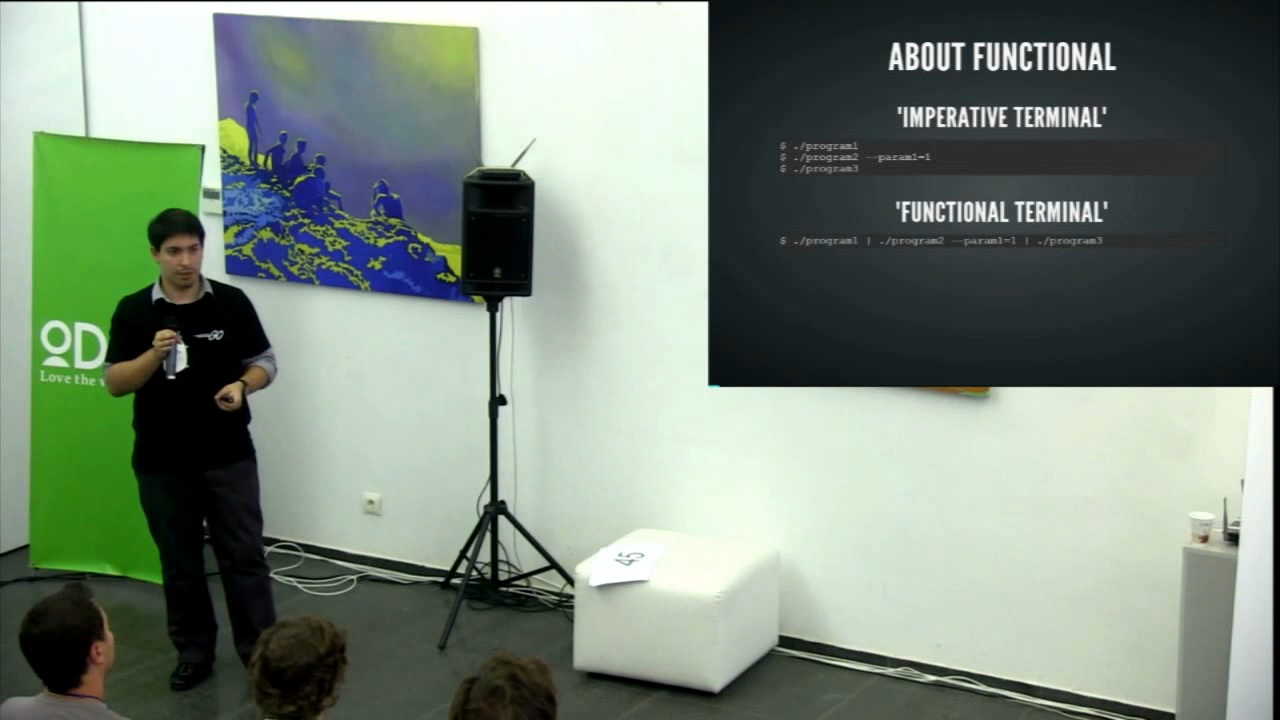 ABOUT FUNCTIONAL
'IMPERATIVE TERMINAL'
$ ./program1
$ ./program2 --param1=1
$ ./program3
'FUNCTIONAL TERMINAL'
$ ./program1 | ./program2 --param1=1 | ./program3
Love the
45